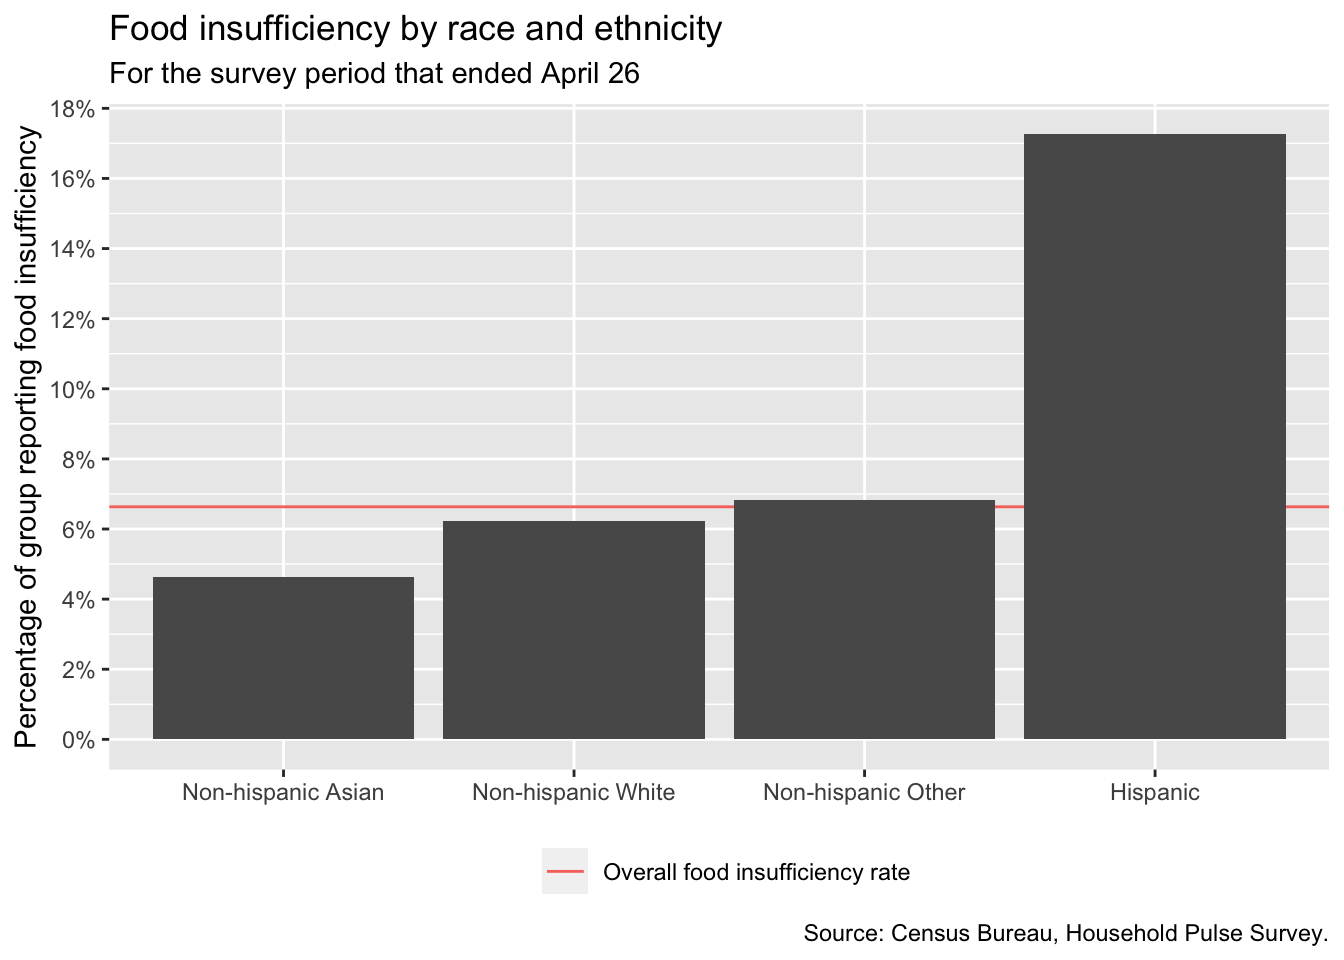 Food insufficiency by race and ethnicity
For the survey period that ended April 26
Percentage of group reporting food insufficiency
18%
16%
14%
12%
10%
8%
6%
4%
2%
0%
Non-hispanic Asian
Non-hispanic White
Non-hispanic Other
Hispanic
Overall food insufficiency rate
Source: Census Bureau, Household Pulse Survey.